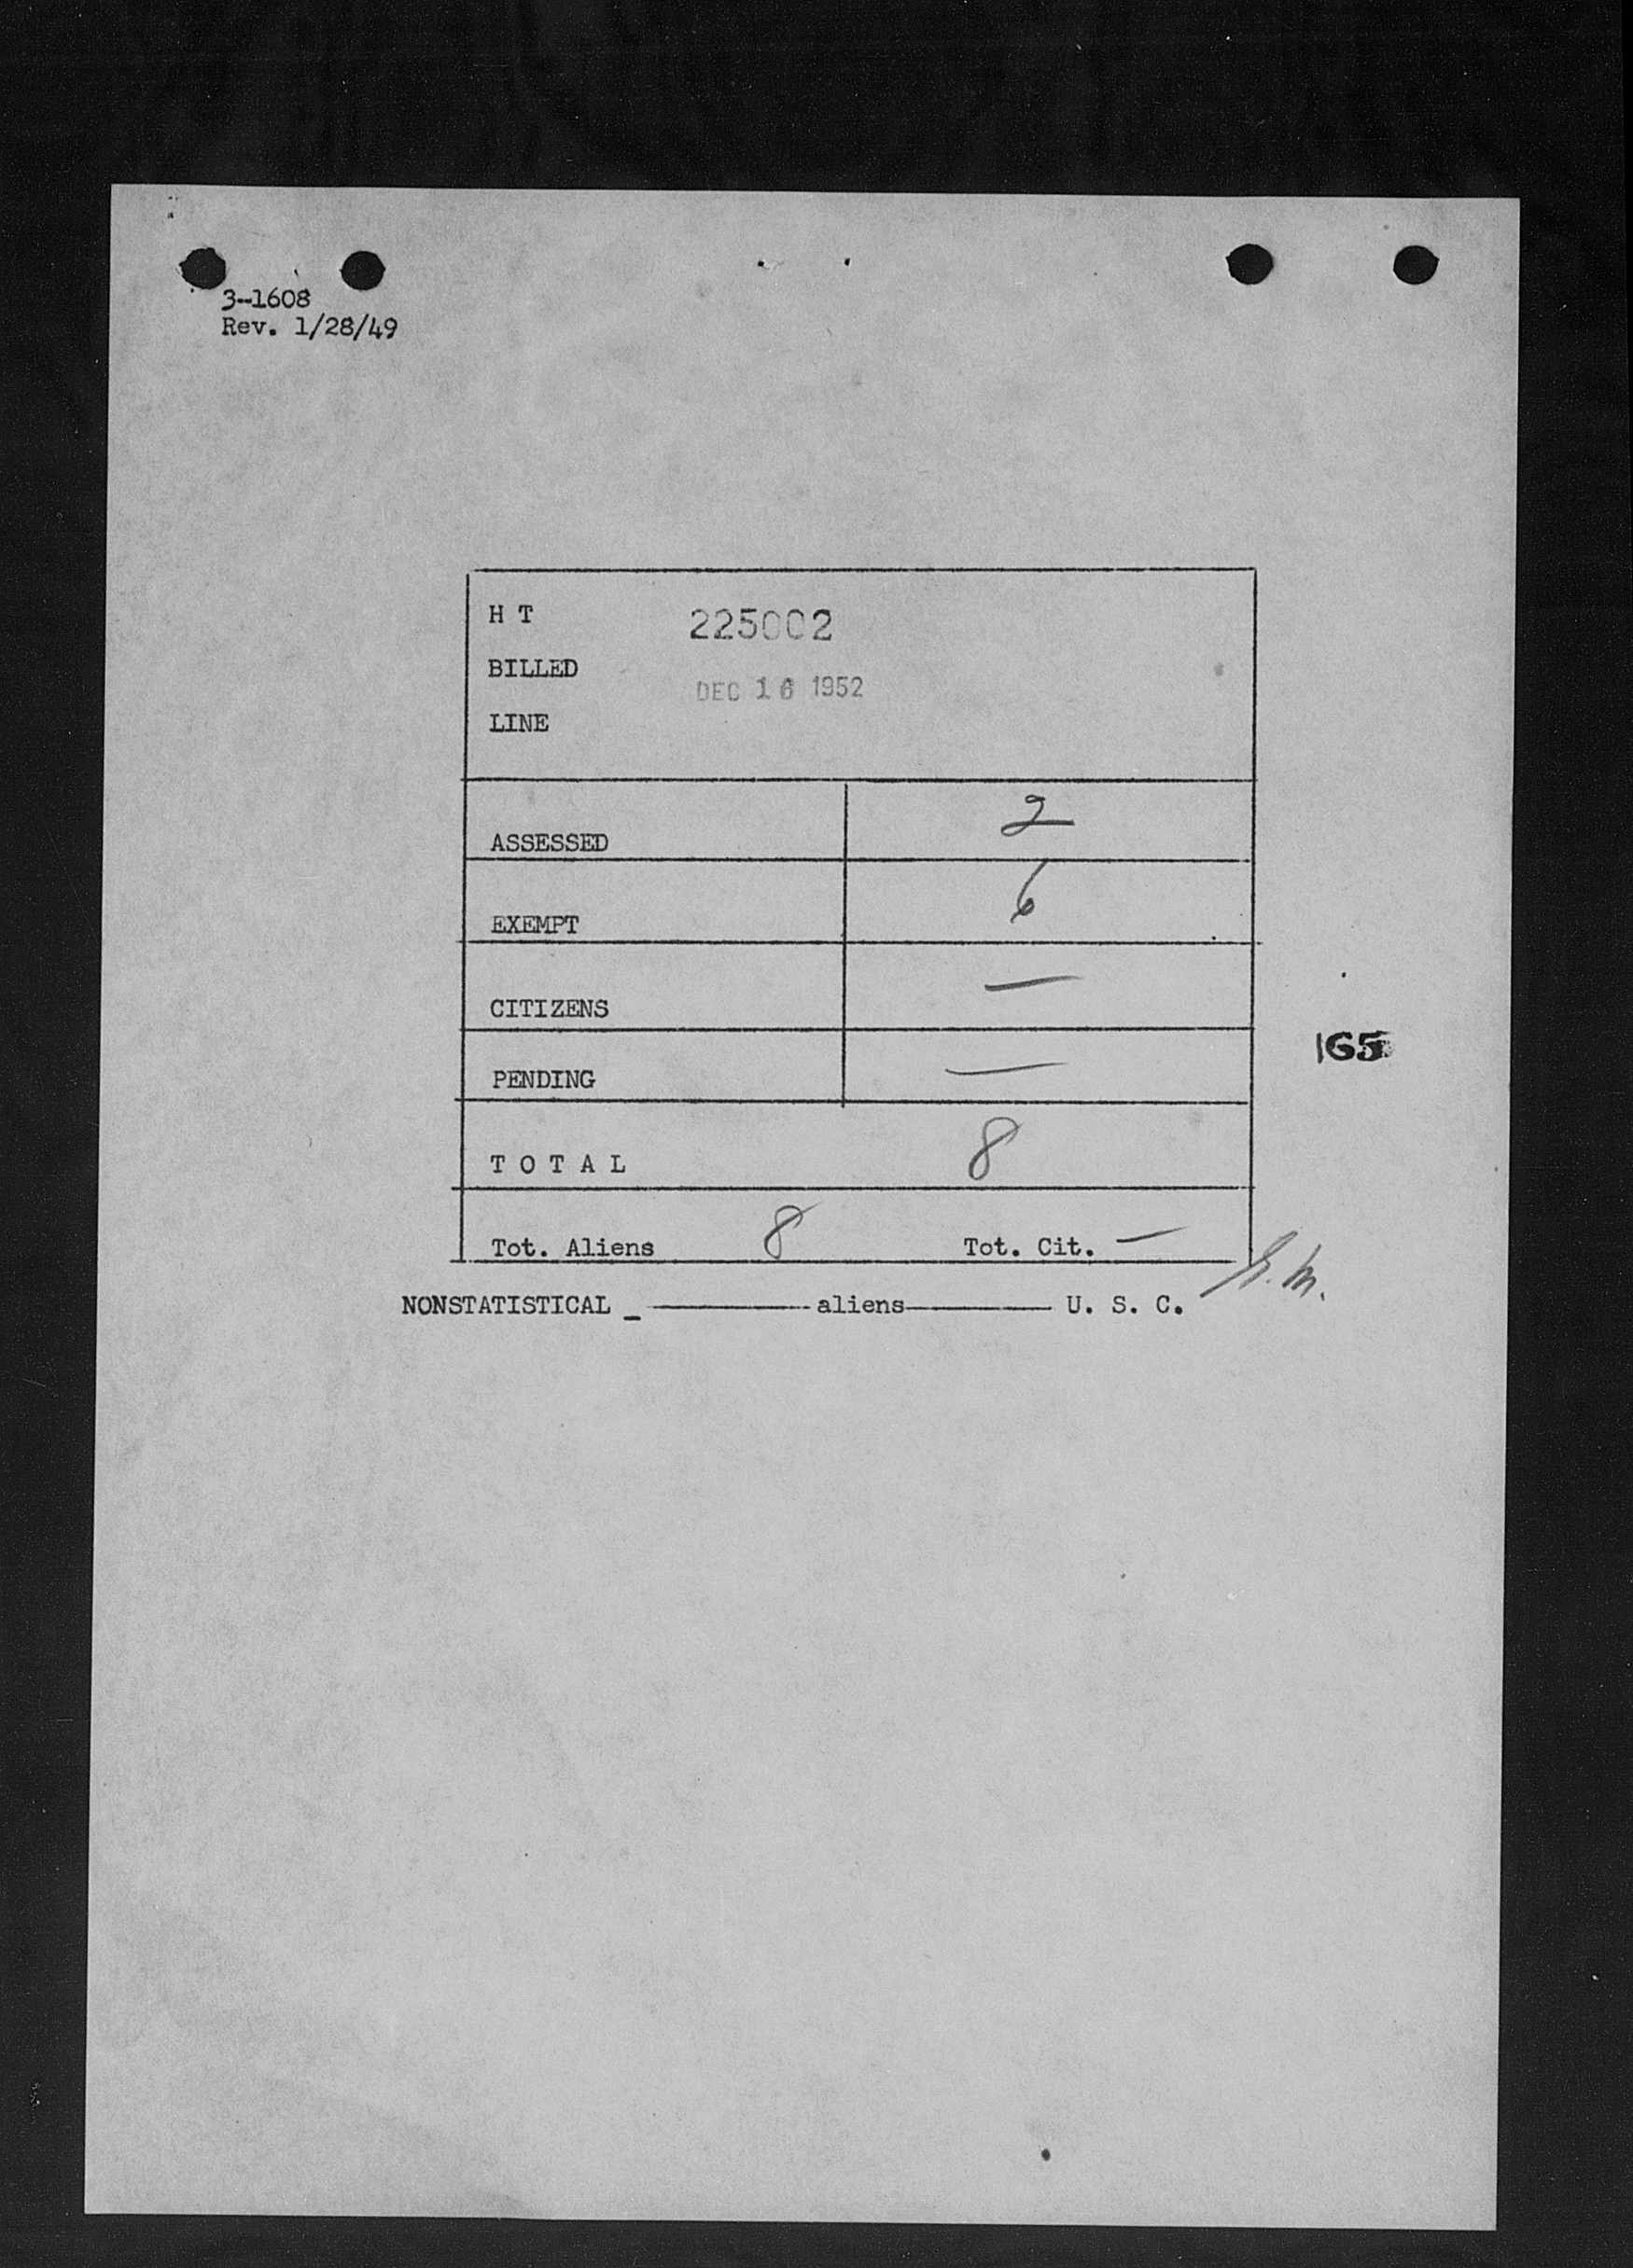 3-1608
Rev. 1/28/49
H T 225002
BILLED DEC 16 1952
LINE
ASSESSED 2
EXEMPT 6
CITIZENS —
PENDING —
165
T O T A L 8
Tot. Aliens 8 Tot. Cit. —
NONSTATISTICAL _ ———— aliens ———— U. S. C.